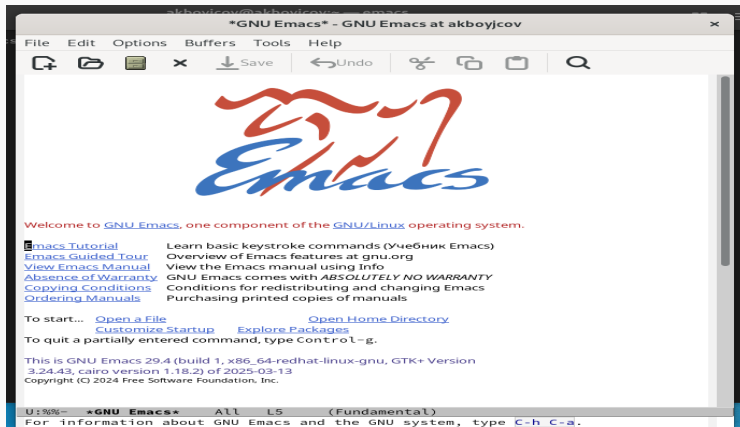 *GNU Emacs* - GNU Emacs at akboyjcov
File Edit Options Buffers Tools Help
Save Undo
Emacs
Welcome to GNU Emacs, one component of the GNU/Linux operating system.
Emacs Tutorial Learn basic keystroke commands (Учебник Emacs)
Emacs Guided Tour Overview of Emacs features at gnu.org
View Emacs Manual View the Emacs manual using Info
Absence of Warranty GNU Emacs comes with ABSOLUTELY NO WARRANTY
Copying Conditions Conditions for redistributing and changing Emacs
Ordering Manuals Purchasing printed copies of manuals
To start... Open a File Open Home Directory
Customize Startup Explore Packages
To quit a partially entered command, type Control-g.
This is GNU Emacs 29.4 (build 1, x86_64-redhat-linux-gnu, GTK+ Version
3.24.43, cairo version 1.18.2) of 2025-03-13
Copyright (C) 2024 Free Software Foundation, Inc.
U:%%- *GNU Emacs* All L5 (Fundamental)
For information about GNU Emacs and the GNU system, type C-h C-a.